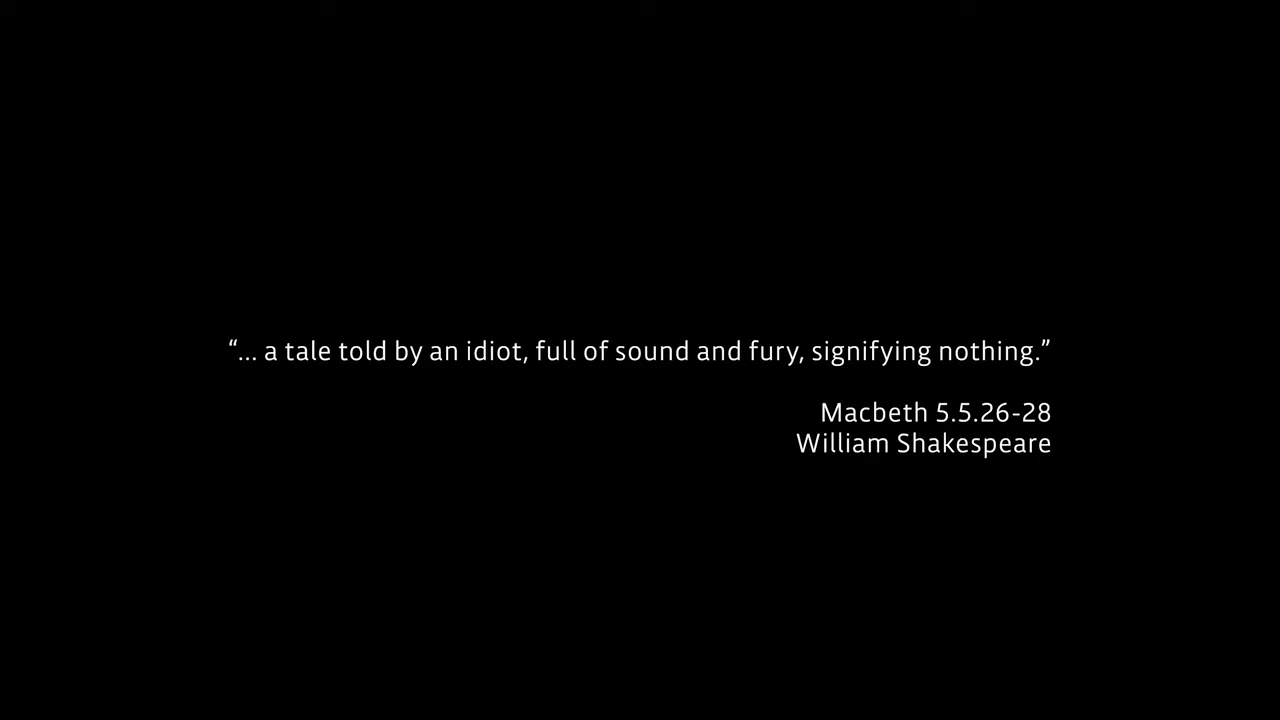 “... a tale told by an idiot, full of sound and fury, signifying nothing.”
Macbeth 5.5.26-28
William Shakespeare